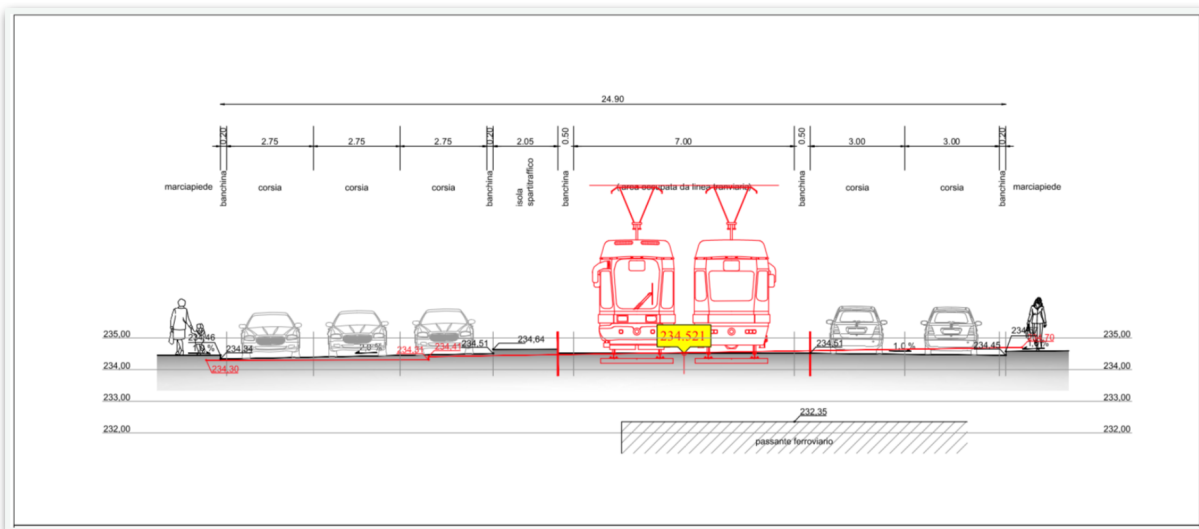 24.90
0.20 2.75 2.75 2.75 0.20 2.05 0.50 7.00 0.50 3.00 3.00 0.20
marciapiede banchina corsia corsia corsia banchina isola spartitraffico banchina (area occupata da linea tranviaria) banchina corsia corsia banchina marciapiede
235,00 234.34 2.0 % 234.41 234.51 234,64 234.521 234.51 1.0 % 234.45 235,00
234,00 234.30 234,00
233,00 233,00
232.35
232,00 passante ferroviario 232,00